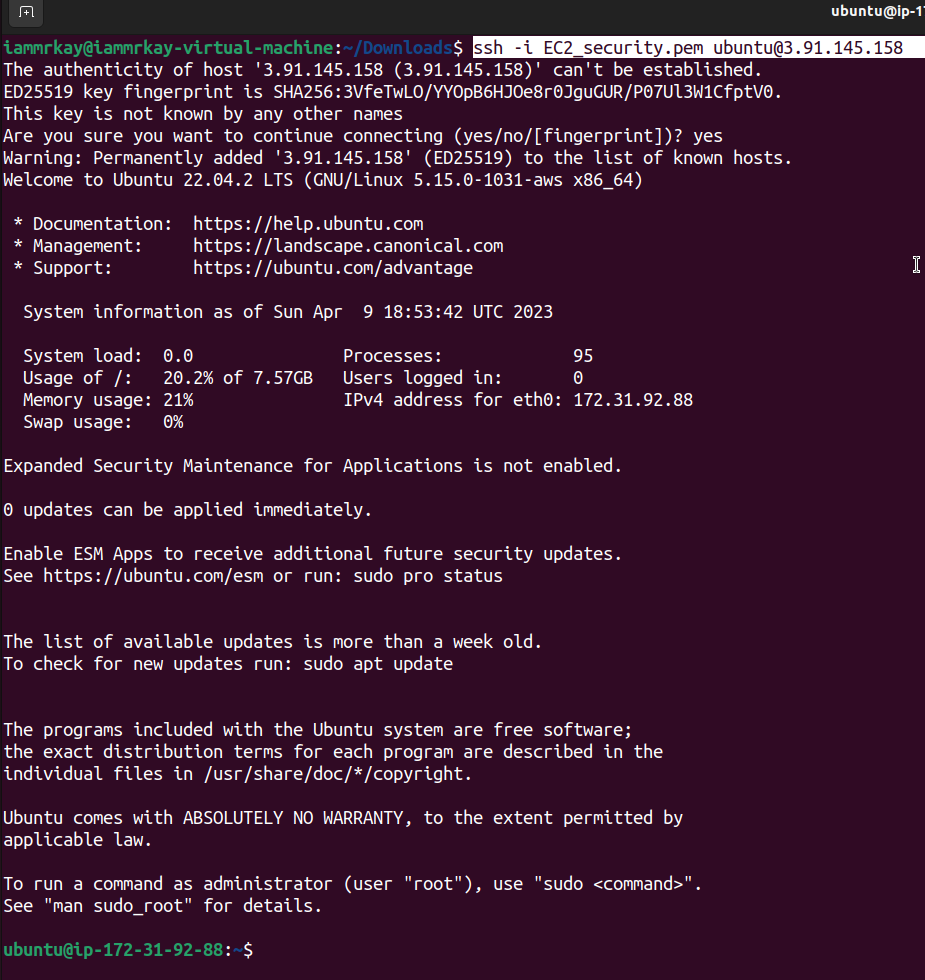 ubuntu@ip-1
iammrkay@iammrkay-virtual-machine:~/Downloads$ ssh -i EC2_security.pem ubuntu@3.91.145.158
The authenticity of host '3.91.145.158 (3.91.145.158)' can't be established.
ED25519 key fingerprint is SHA256:3VfeTwLO/YYOpB6HJOe8r0JguGUR/P07Ul3W1CfptV0.
This key is not known by any other names
Are you sure you want to continue connecting (yes/no/[fingerprint])? yes
Warning: Permanently added '3.91.145.158' (ED25519) to the list of known hosts.
Welcome to Ubuntu 22.04.2 LTS (GNU/Linux 5.15.0-1031-aws x86_64)
* Documentation:  https://help.ubuntu.com
* Management:     https://landscape.canonical.com
* Support:        https://ubuntu.com/advantage
System information as of Sun Apr  9 18:53:42 UTC 2023
System load:  0.0               Processes:             95
Usage of /:   20.2% of 7.57GB   Users logged in:       0
Memory usage: 21%               IPv4 address for eth0: 172.31.92.88
Swap usage:   0%
Expanded Security Maintenance for Applications is not enabled.
0 updates can be applied immediately.
Enable ESM Apps to receive additional future security updates.
See https://ubuntu.com/esm or run: sudo pro status
The list of available updates is more than a week old.
To check for new updates run: sudo apt update
The programs included with the Ubuntu system are free software;
the exact distribution terms for each program are described in the
individual files in /usr/share/doc/*/copyright.
Ubuntu comes with ABSOLUTELY NO WARRANTY, to the extent permitted by
applicable law.
To run a command as administrator (user "root"), use "sudo <command>".
See "man sudo_root" for details.
ubuntu@ip-172-31-92-88:~$